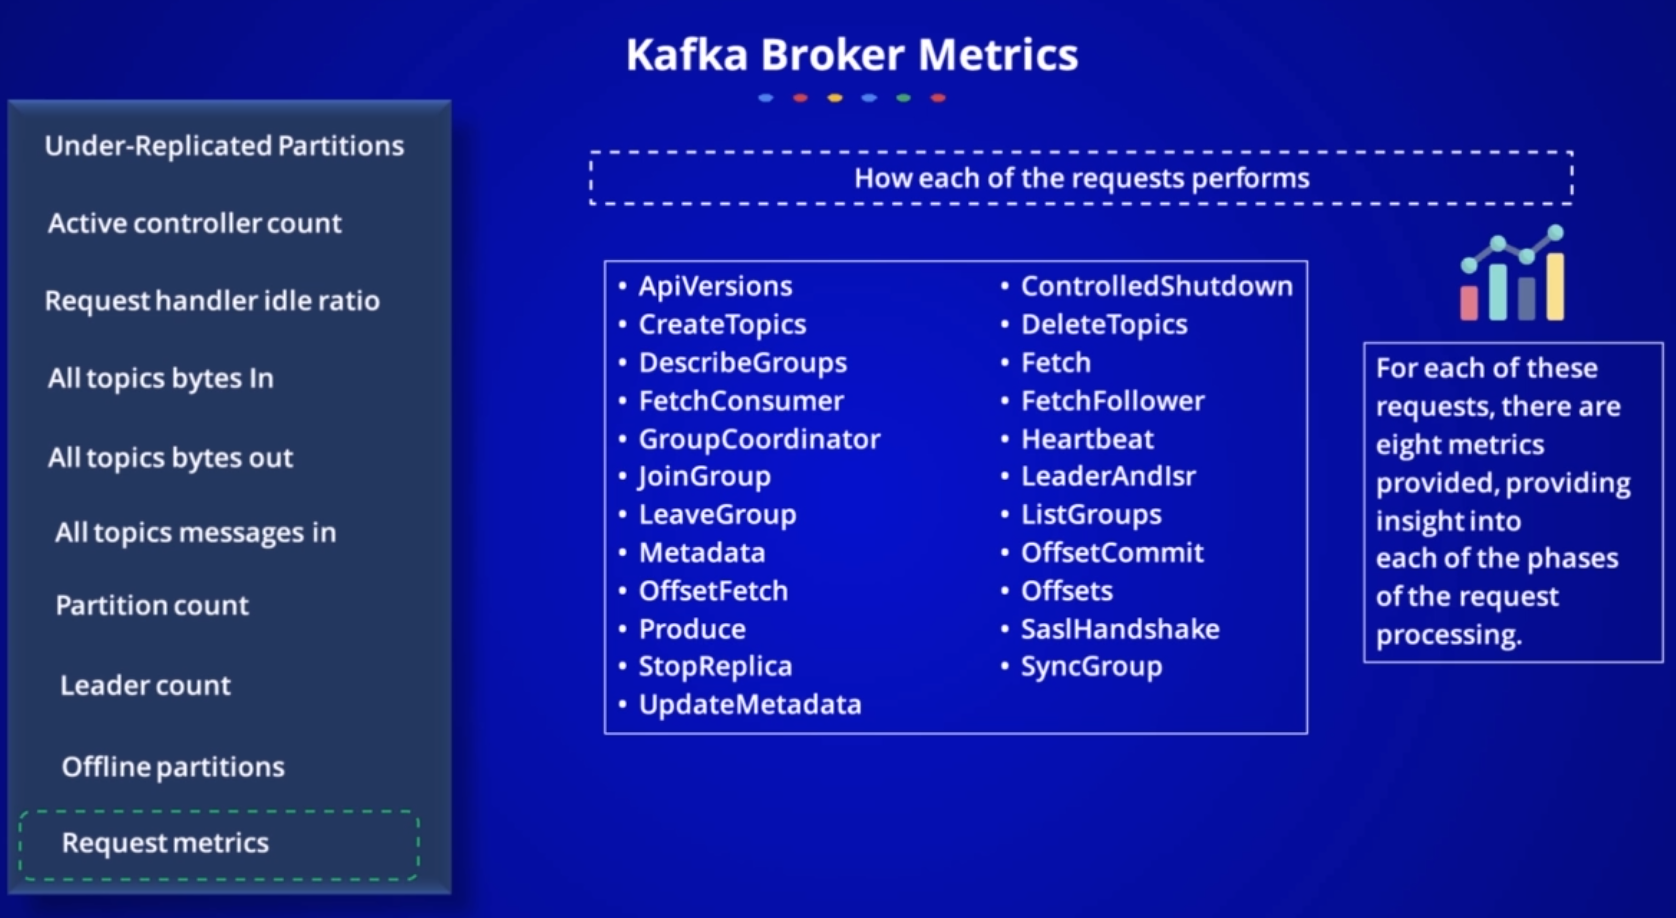 Kafka Broker Metrics
Under-Replicated Partitions
Active controller count
Request handler idle ratio
All topics bytes In
All topics bytes out
All topics messages in
Partition count
Leader count
Offline partitions
Request metrics
How each of the requests performs
• ApiVersions
• CreateTopics
• DescribeGroups
• FetchConsumer
• GroupCoordinator
• JoinGroup
• LeaveGroup
• Metadata
• OffsetFetch
• Produce
• StopReplica
• UpdateMetadata
• ControlledShutdown
• DeleteTopics
• Fetch
• FetchFollower
• Heartbeat
• LeaderAndIsr
• ListGroups
• OffsetCommit
• Offsets
• SaslHandshake
• SyncGroup
For each of these
requests, there are
eight metrics
provided, providing
insight into
each of the phases
of the request
processing.